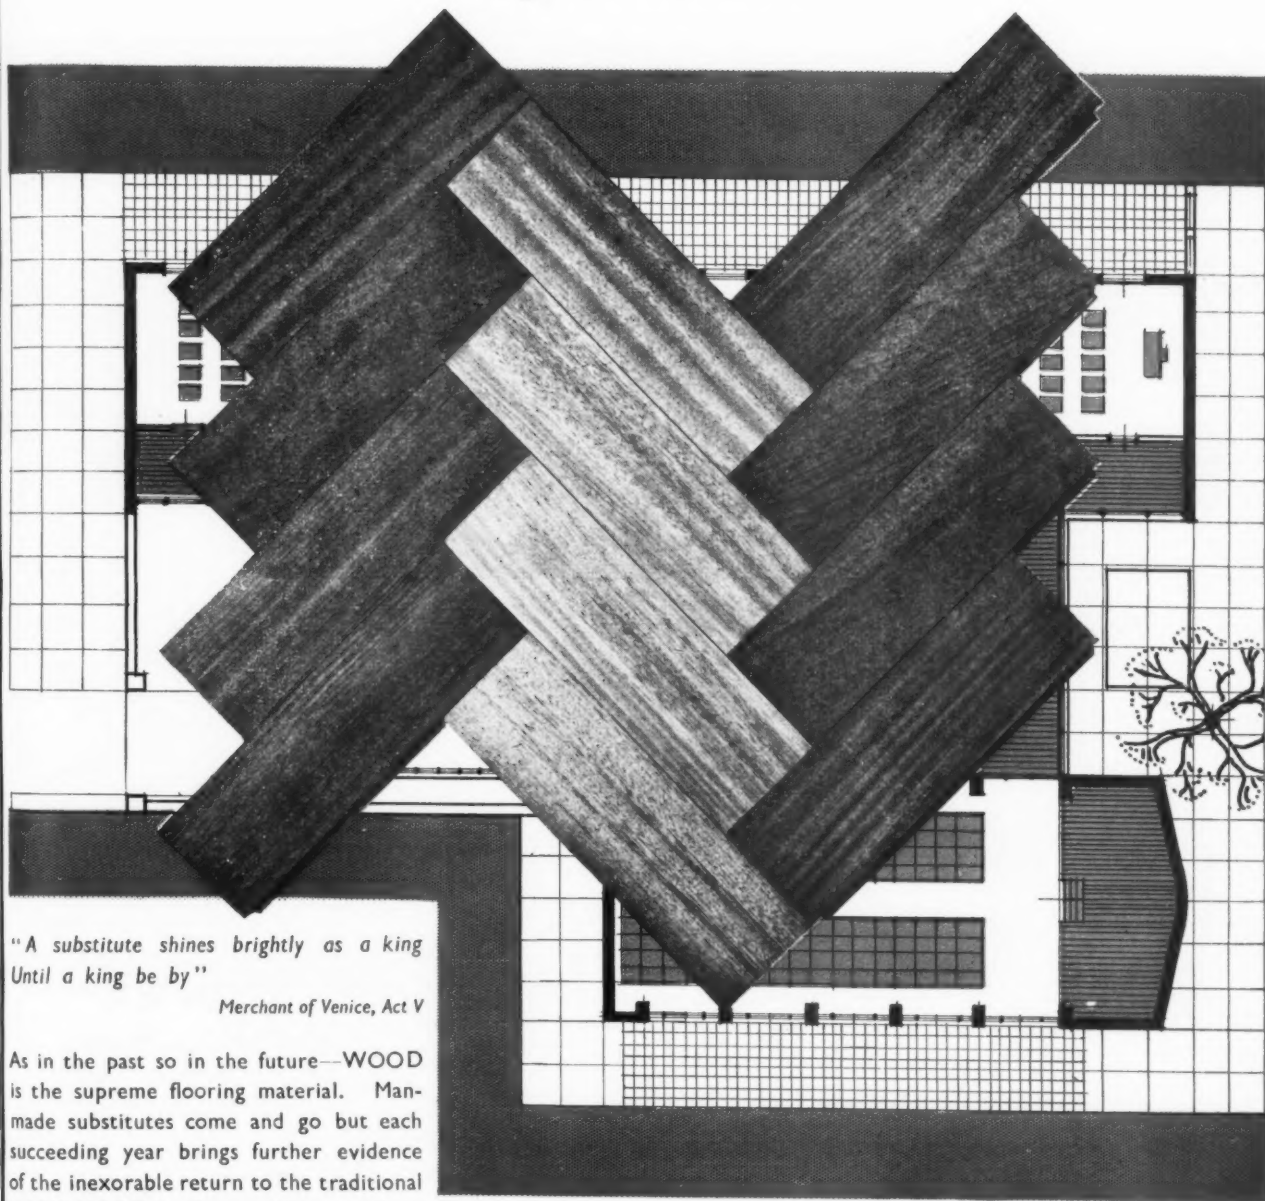 "A substitute shines brightly as a king
Until a king be by"
Merchant of Venice, Act V
As in the past so in the future—WOOD
is the supreme flooring material. Man-
made substitutes come and go but each
succeeding year brings further evidence
of the inexorable return to the traditional